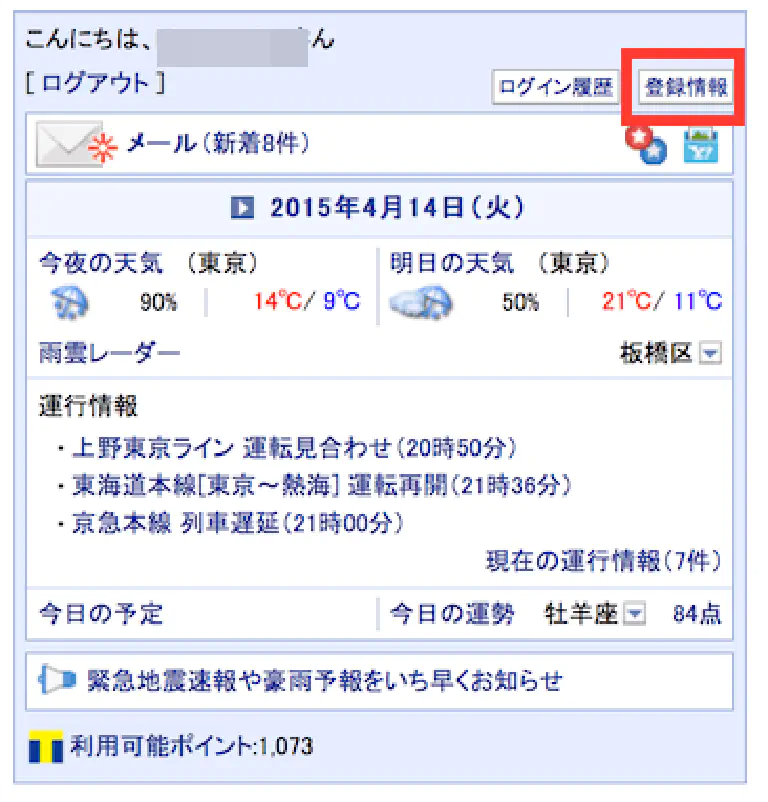 こんにちは、 さん
[ ログアウト ]
ログイン履歴
登録情報
メール (新着8件)
2015年4月14日(火)
今夜の天気 (東京)
90% 14℃/ 9℃
明日の天気 (東京)
50% 21℃/ 11℃
雨雲レーダー
板橋区
運行情報
・上野東京ライン 運転見合わせ(20時50分)
・東海道本線[東京〜熱海] 運転再開(21時36分)
・京急本線 列車遅延(21時00分)
現在の運行情報(7件)
今日の予定
今日の運勢 牡羊座 84点
緊急地震速報や豪雨予報をいち早くお知らせ
利用可能ポイント:1,073